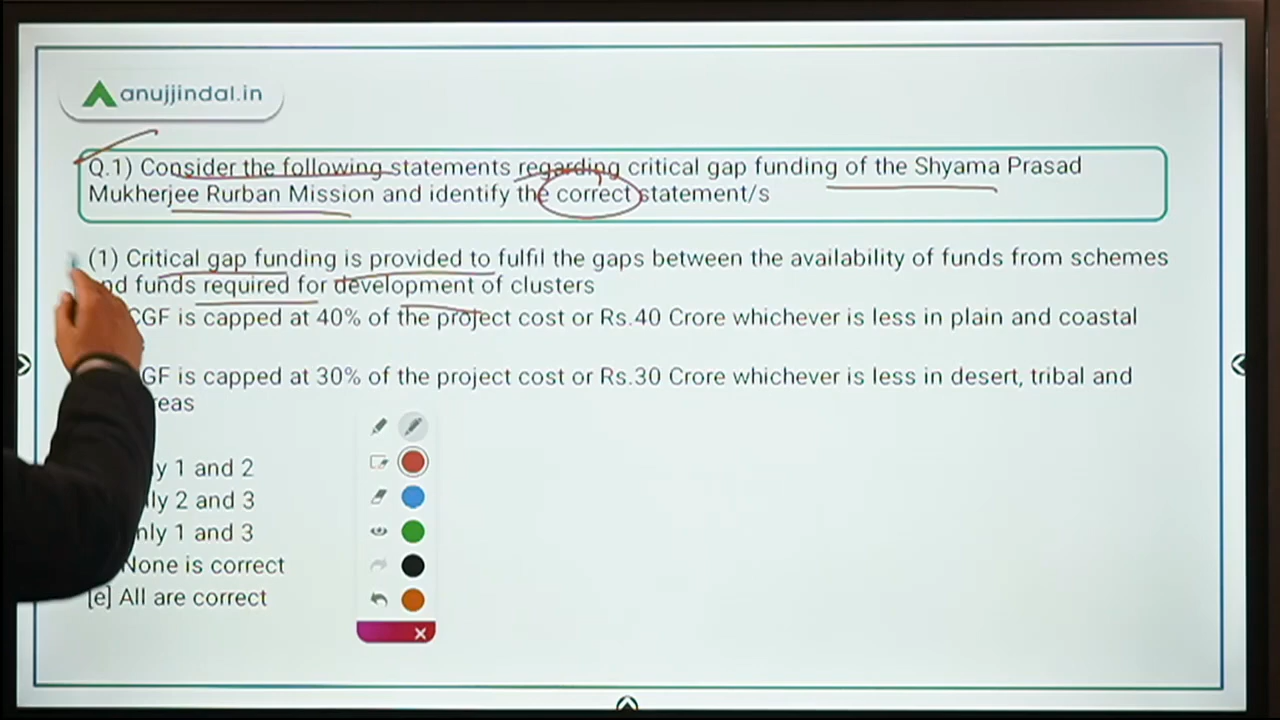 anujjindal.in
Q.1) Consider the following statements regarding critical gap funding of the Shyama Prasad
Mukherjee Rurban Mission and identify the correct statement/s
(1) Critical gap funding is provided to fulfil the gaps between the availability of funds from schemes
funds required for development of clusters
CGF is capped at 40% of the project cost or Rs.40 Crore whichever is less in plain and coastal
GF is capped at 30% of the project cost or Rs.30 Crore whichever is less in desert, tribal and
reas
y 1 and 2
ly 2 and 3
nly 1 and 3
None is correct
[e] All are correct